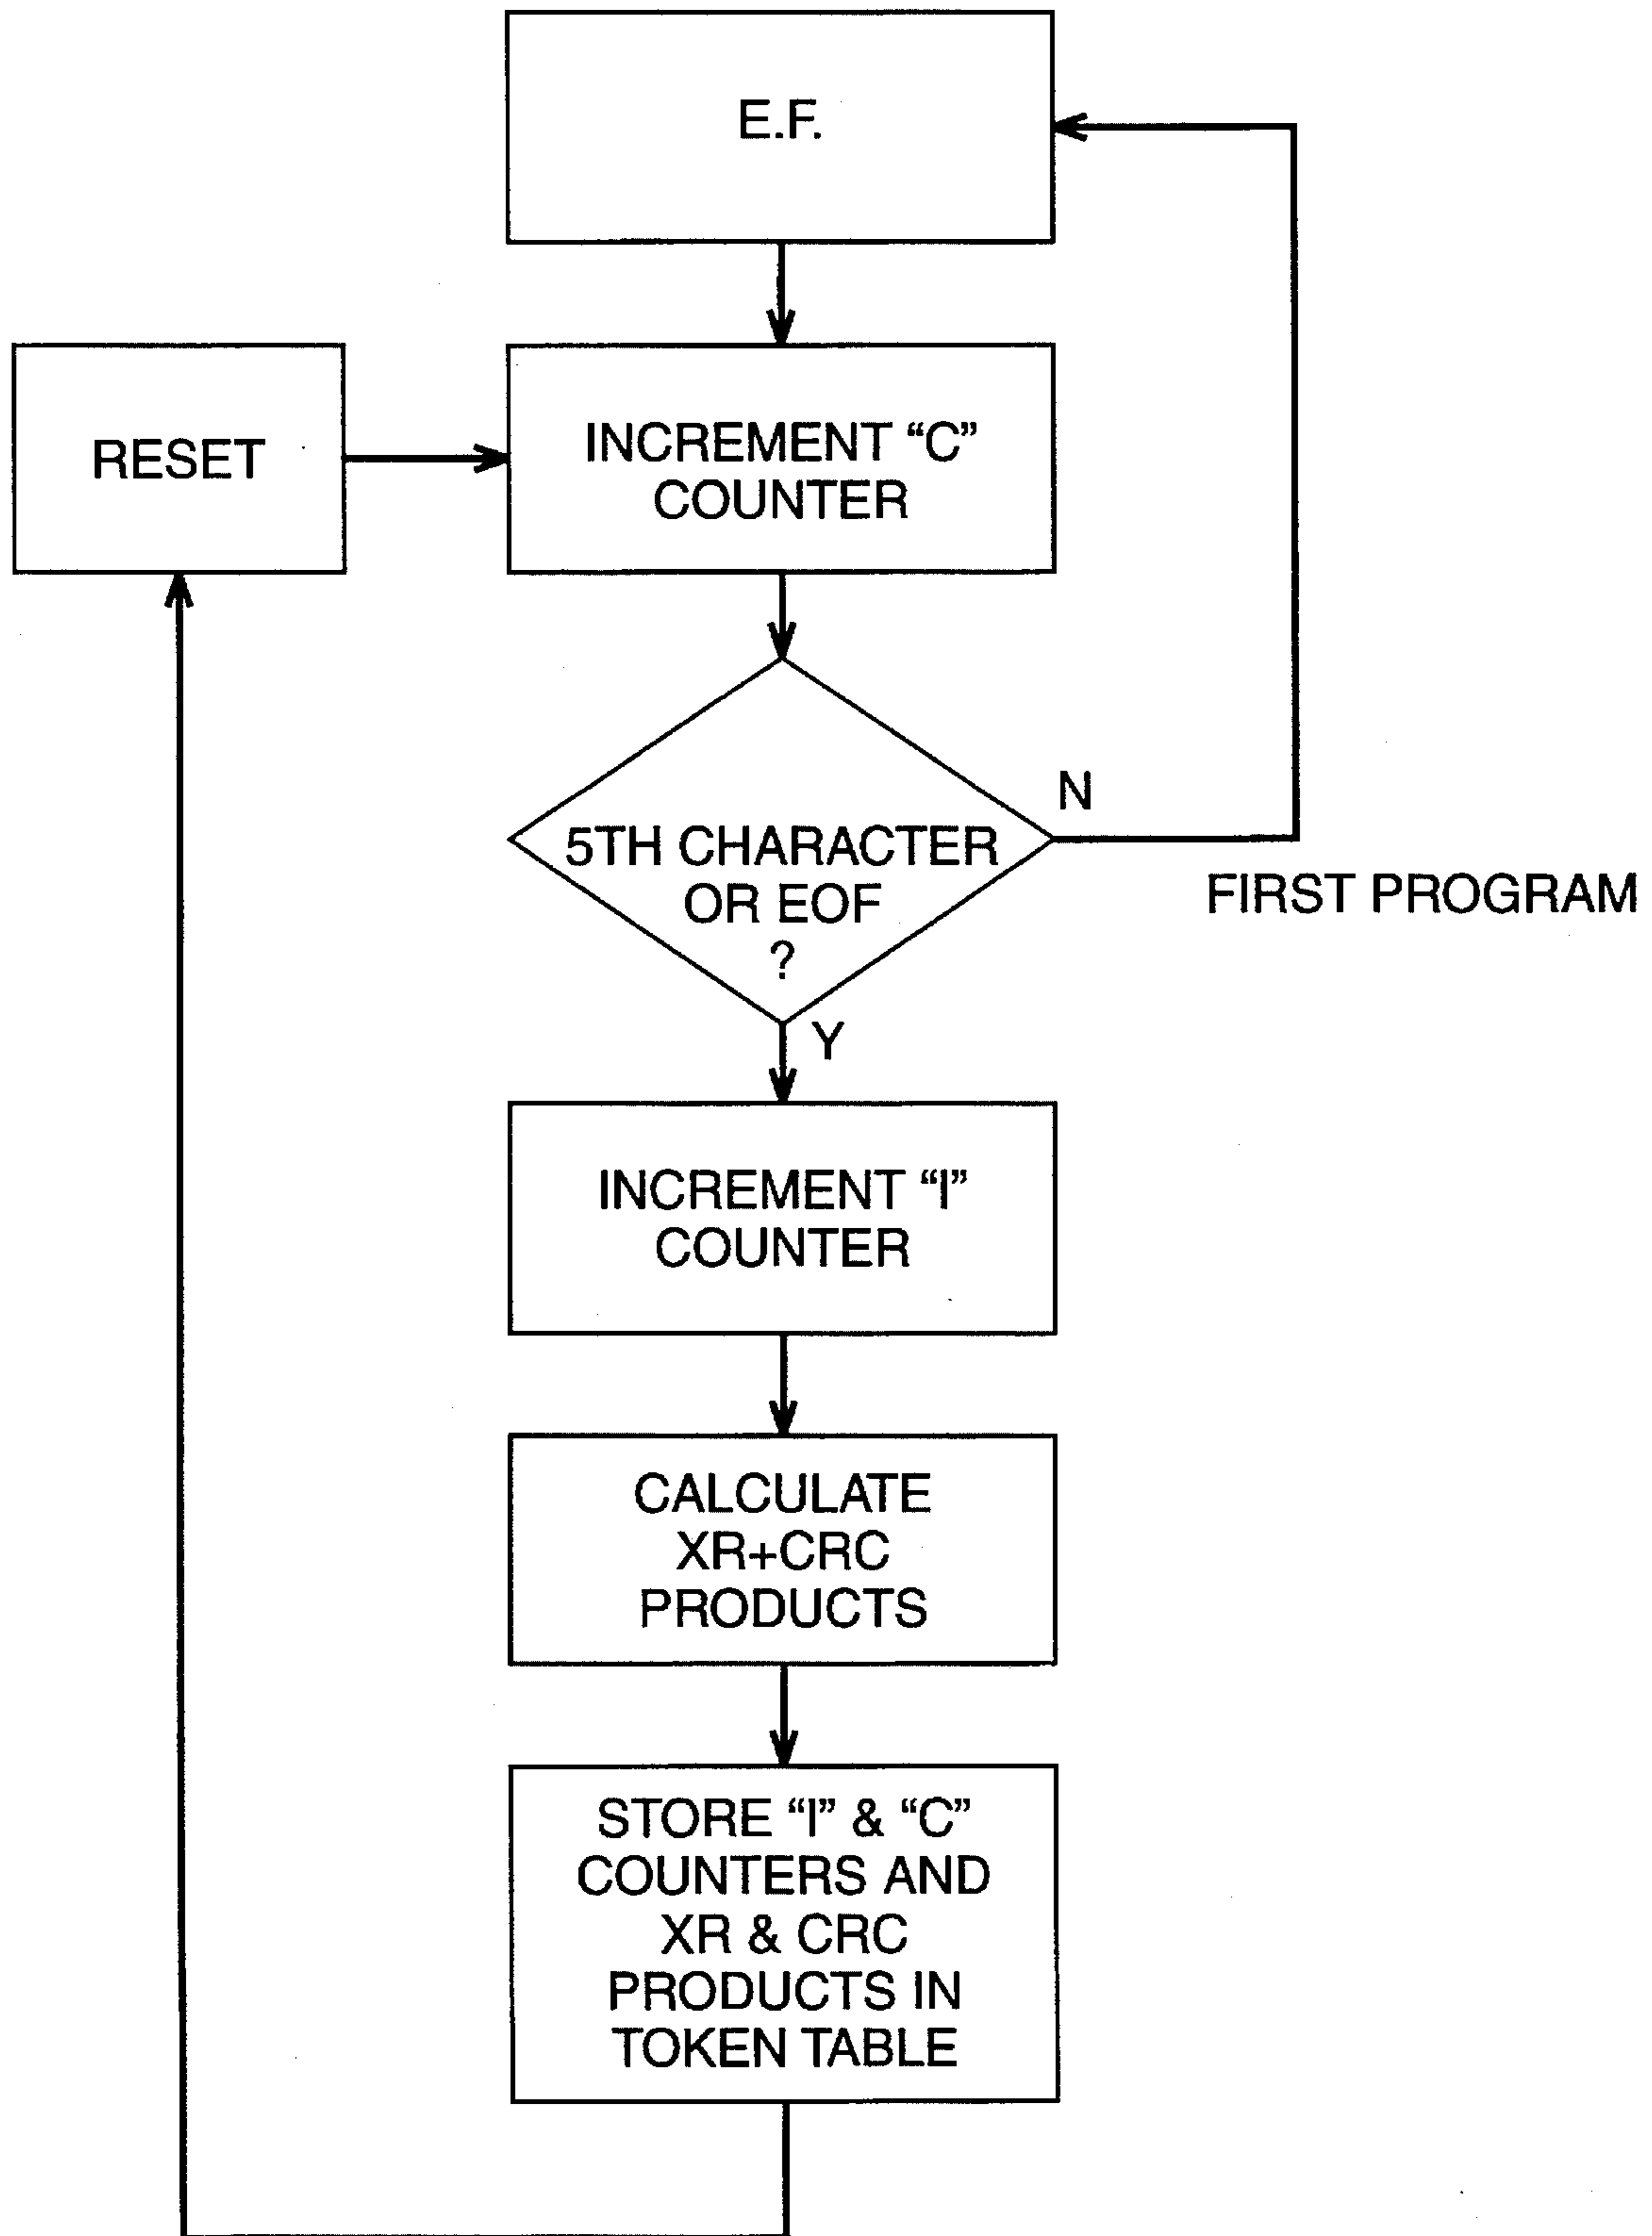 E.F.
RESET
INCREMENT “C”
COUNTER
5TH CHARACTER
OR EOF
?
N
FIRST PROGRAM
Y
INCREMENT “I”
COUNTER
CALCULATE
XR+CRC
PRODUCTS
STORE “I” & “C”
COUNTERS AND
XR & CRC
PRODUCTS IN
TOKEN TABLE